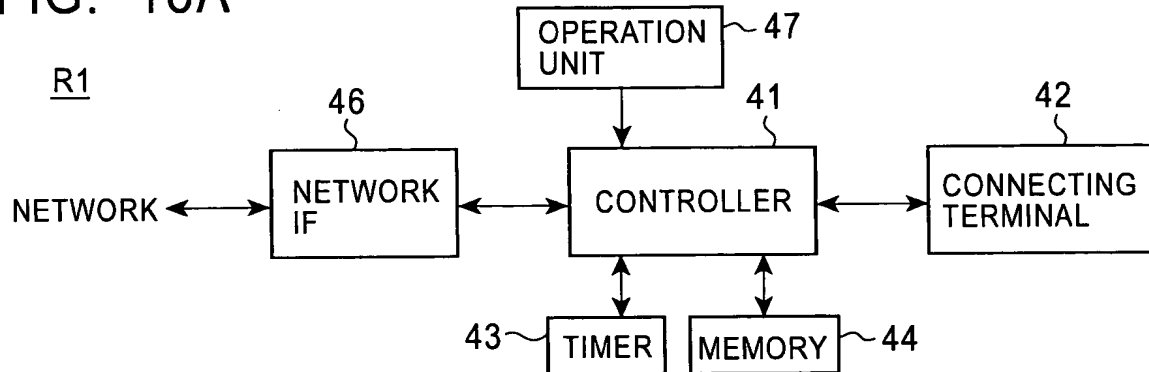 FIG. 10A
R1
OPERATION
UNIT
47
46
41
42
NETWORK
NETWORK
IF
CONTROLLER
CONNECTING
TERMINAL
43
TIMER
MEMORY
44